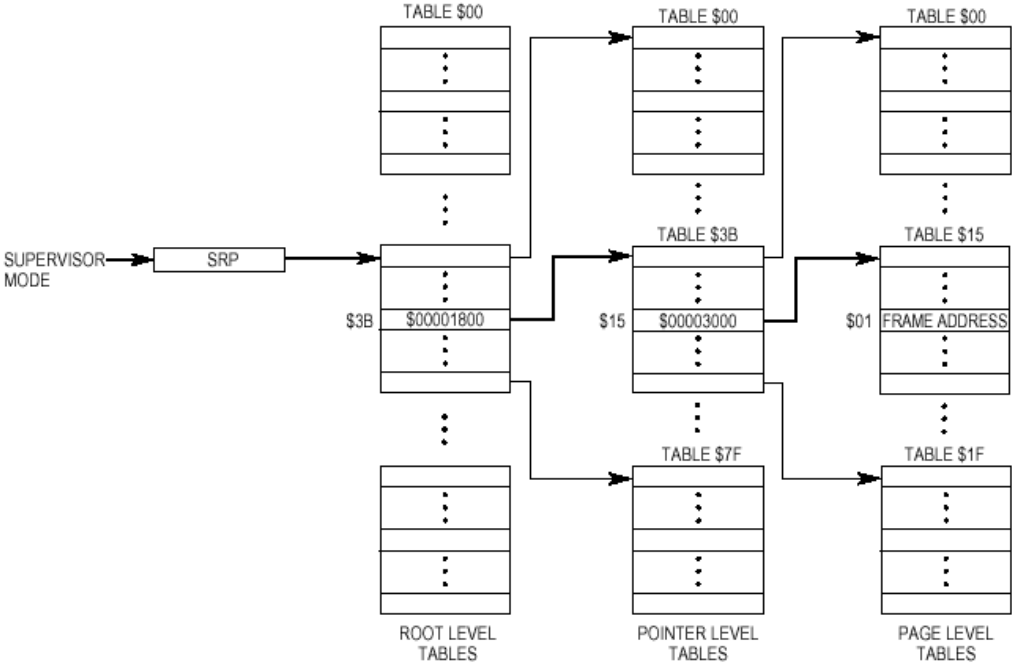 TABLE $00
TABLE $00
TABLE $00
TABLE $3B
TABLE $15
SUPERVISOR
MODE
SRP
$3B
$00001800
$15
$00003000
$01
FRAME ADDRESS
TABLE $7F
TABLE $1F
ROOT LEVEL
TABLES
POINTER LEVEL
TABLES
PAGE LEVEL
TABLES